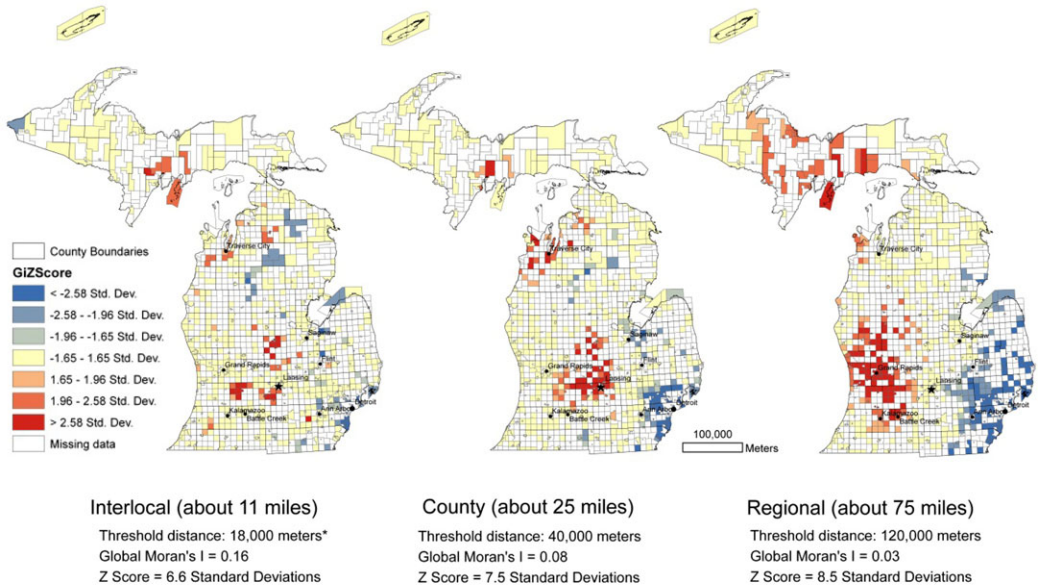 County Boundaries
GiZScore
< -2.58 Std. Dev.
-2.58 - -1.96 Std. Dev.
-1.96 - -1.65 Std. Dev.
-1.65 - 1.65 Std. Dev.
1.65 - 1.96 Std. Dev.
1.96 - 2.58 Std. Dev.
> 2.58 Std. Dev.
Missing data
Traverse City
Saginaw
Grand Rapids
Flint
Lansing
Kalamazoo
Battle Creek
Ann Arbor
Detroit
Traverse City
Saginaw
Grand Rapids
Flint
Lansing
Kalamazoo
Battle Creek
Ann Arbor
Detroit
100,000
Meters
Traverse City
Saginaw
Grand Rapids
Flint
Lansing
Kalamazoo
Battle Creek
Ann Arbor
Detroit
Interlocal (about 11 miles)
Threshold distance: 18,000 meters*
Global Moran's I = 0.16
Z Score = 6.6 Standard Deviations
County (about 25 miles)
Threshold distance: 40,000 meters
Global Moran's I = 0.08
Z Score = 7.5 Standard Deviations
Regional (about 75 miles)
Threshold distance: 120,000 meters
Global Moran's I = 0.03
Z Score = 8.5 Standard Deviations